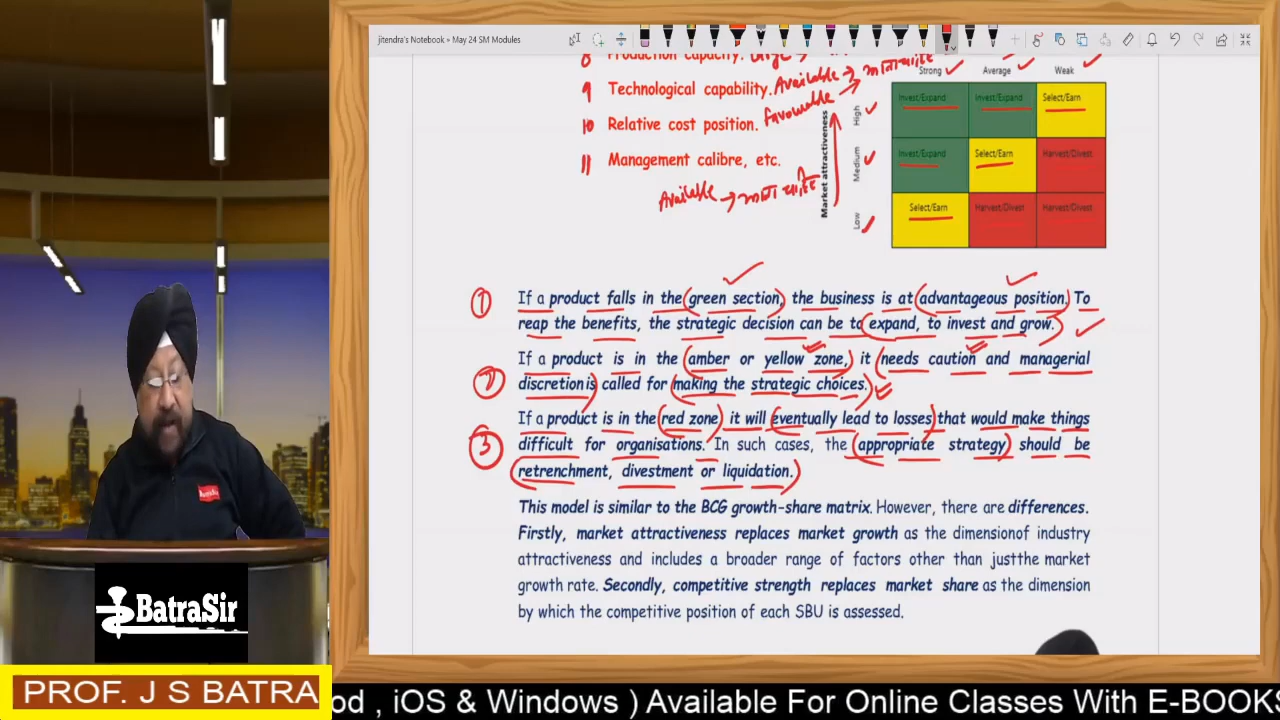 jitendra's Notebook » May 24 SM Modules
8 Production capacity.
9 Technological capability. Available →
10 Relative cost position. Favourable →
11 Management calibre, etc.
Available →
Strong Average Weak
Market attractiveness
High Medium Low
Invest/Expand Invest/Expand Select/Earn
Invest/Expand Select/Earn Harvest/Divest
Select/Earn Harvest/Divest Harvest/Divest
① If a product falls in the (green section), the business is at (advantageous position.) To
reap the benefits, the strategic decision can be to (expand, to invest and grow.)
If a product is in the (amber or yellow zone,) it (needs caution and managerial
② discretionis) called for (making the strategic choices.)
If a product is in the (red zone) it will (eventually lead to losses) that would make things
③ difficult for organisations. In such cases, the (appropriate strategy) should be
(retrenchment, divestment or liquidation.)
This model is similar to the BCG growth-share matrix. However, there are differences.
Firstly, market attractiveness replaces market growth as the dimensionof industry
attractiveness and includes a broader range of factors other than justthe market
growth rate. Secondly, competitive strength replaces market share as the dimension
by which the competitive position of each SBU is assessed.
BatraSir
BatraSir
PROF. J S BATRA
od , iOS & Windows ) Available For Online Classes With E-BOOKS